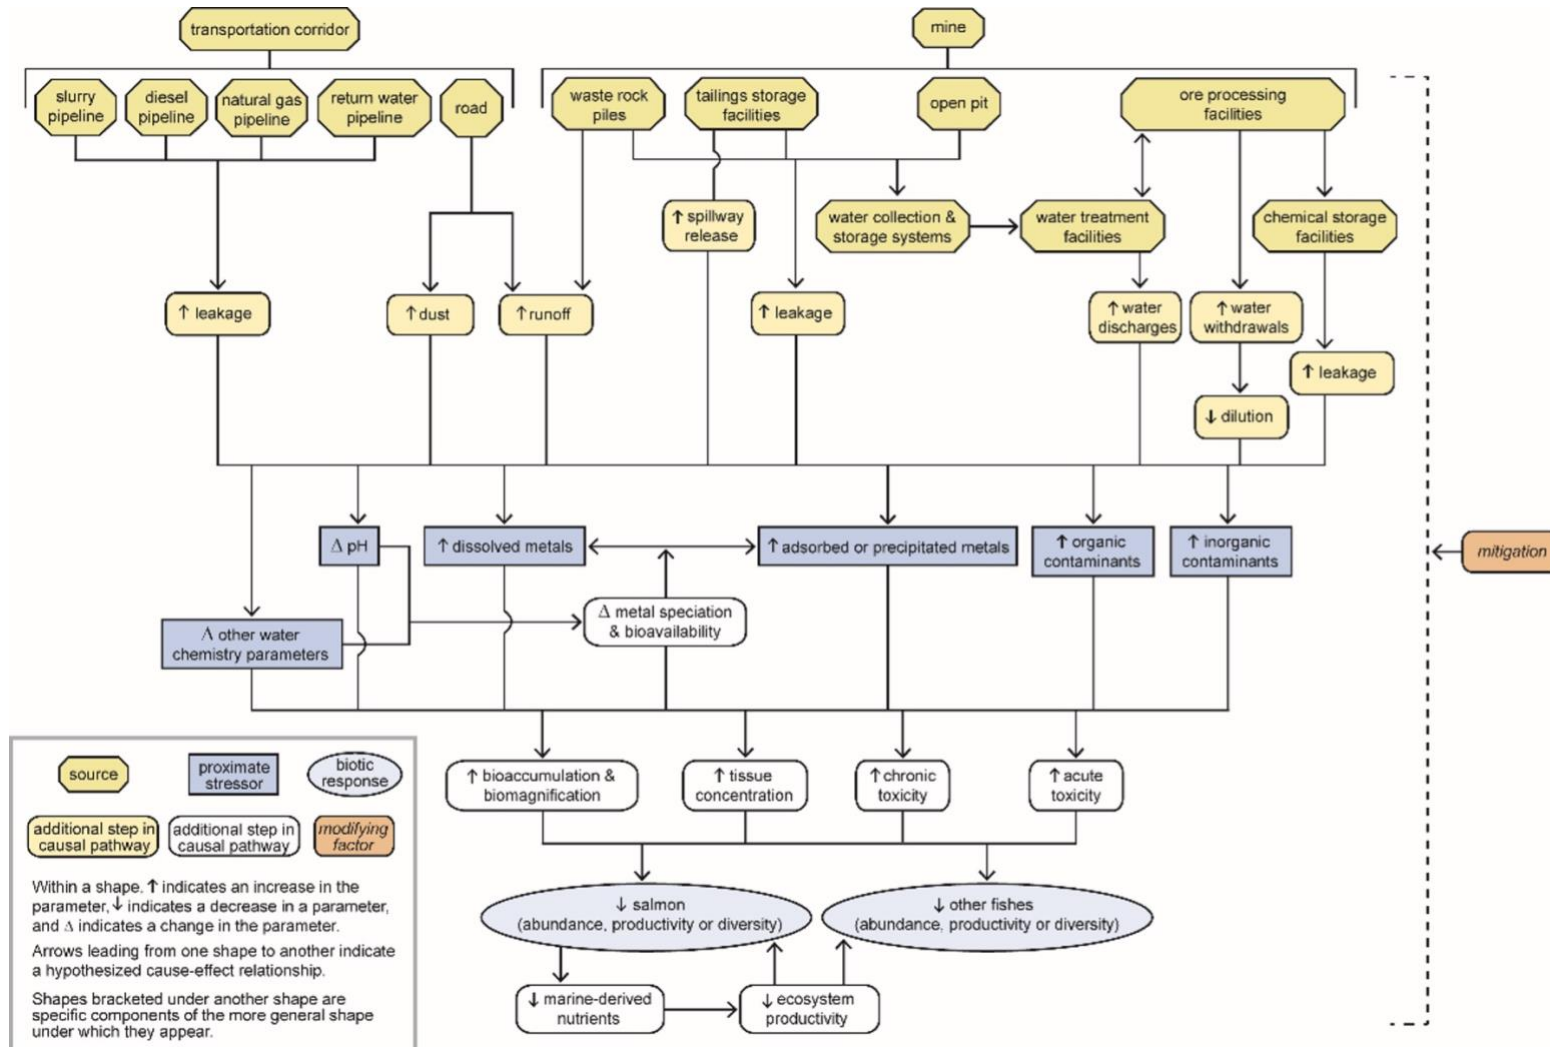 transportation corridor
mine
slurry
pipeline
diesel
pipeline
natural gas
pipeline
return water
pipeline
road
waste rock
piles
tailings storage
facilities
open pit
ore processing
facilities
↑ spillway
release
water collection &
storage systems
water treatment
facilities
chemical storage
facilities
↑ leakage
↑ dust
↑ runoff
↑ leakage
↑ water
discharges
↑ water
withdrawals
↑ leakage
↓ dilution
Δ pH
↑ dissolved metals
↑ adsorbed or precipitated metals
↑ organic
contaminants
↑ inorganic
contaminants
mitigation
Δ metal speciation
& bioavailability
Δ other water
chemistry parameters
↑ bioaccumulation &
biomagnification
↑ tissue
concentration
↑ chronic
toxicity
↑ acute
toxicity
↓ salmon
(abundance, productivity or diversity)
↓ other fishes
(abundance, productivity or diversity)
↓ marine-derived
nutrients
↓ ecosystem
productivity
source
proximate
stressor
biotic
response
additional step in
causal pathway
additional step in
causal pathway
modifying
factor
Within a shape, ↑ indicates an increase in the
parameter, ↓ indicates a decrease in a parameter,
and Δ indicates a change in the parameter.
Arrows leading from one shape to another indicate
a hypothesized cause-effect relationship.
Shapes bracketed under another shape are
specific components of the more general shape
under which they appear.